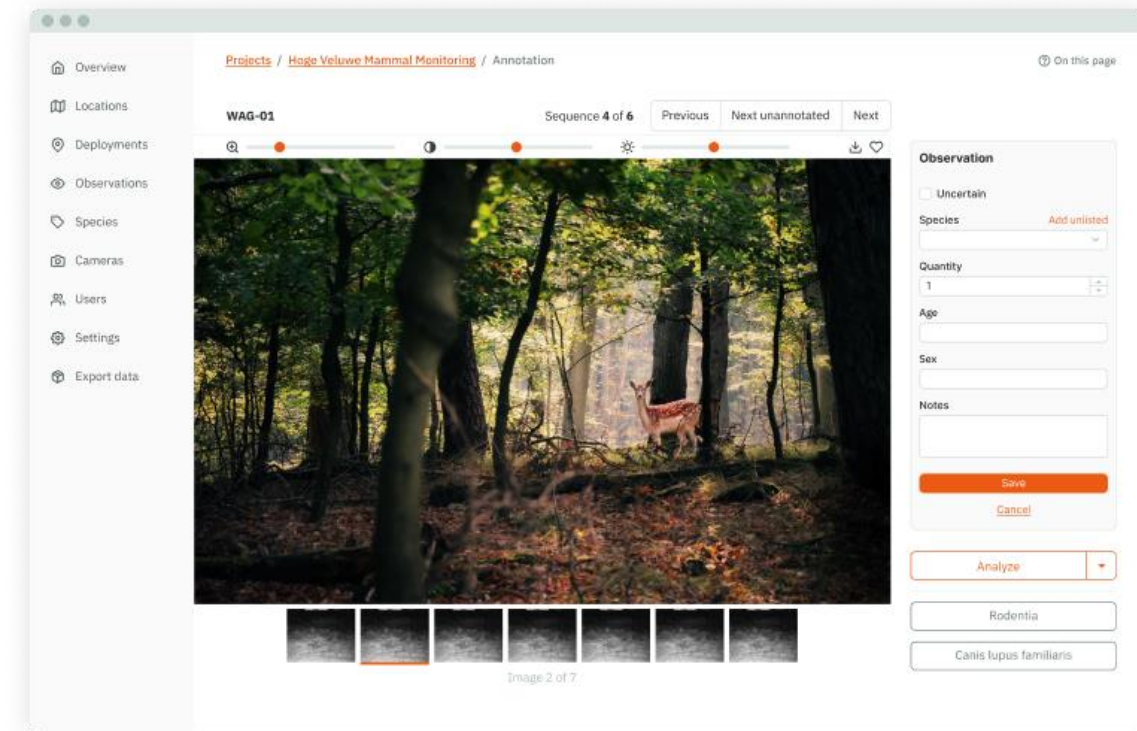 Projects / Hoge Veluwe Mammal Monitoring / Annotation
On this page
Overview
Locations
Deployments
Observations
Species
Cameras
Users
Settings
Export data
WAG-01
Sequence 4 of 6
Previous
Next unannotated
Next
Observation
Uncertain
Species
Add unlisted
Quantity
1
Age
Sex
Notes
Save
Cancel
Analyze
Rodentia
Canis lupus familiaris
Image 2 of 7